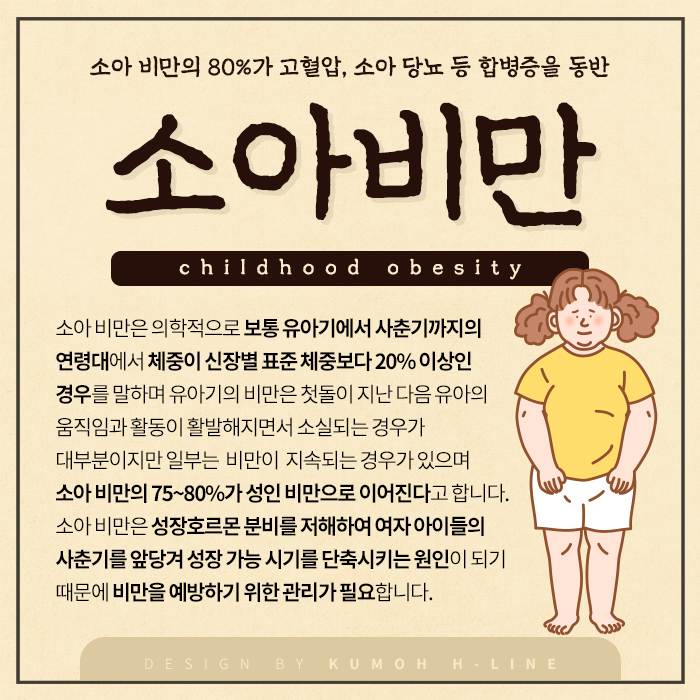 소아 비만의 80%가 고혈압, 소아 당뇨 등 합병증을 동반
소아비만
childhood obesity
소아 비만은 의학적으로 보통 유아기에서 사춘기까지의
연령대에서 체중이 신장별 표준 체중보다 20% 이상인
경우를 말하며 유아기의 비만은 첫돌이 지난 다음 유아의
움직임과 활동이 활발해지면서 소실되는 경우가
대부분이지만 일부는 비만이 지속되는 경우가 있으며
소아 비만의 75~80%가 성인 비만으로 이어진다고 합니다.
소아 비만은 성장호르몬 분비를 저해하여 여자 아이들의
사춘기를 앞당겨 성장 가능 시기를 단축시키는 원인이 되기
때문에 비만을 예방하기 위한 관리가 필요합니다.
DESIGN BY KUMOH H-LINE